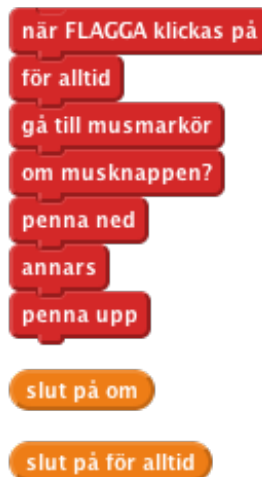 när FLAGGA klickas på
för alltid
gå till musmarkör
om musknappen?
penna ned
annars
penna upp
slut på om
slut på för alltid